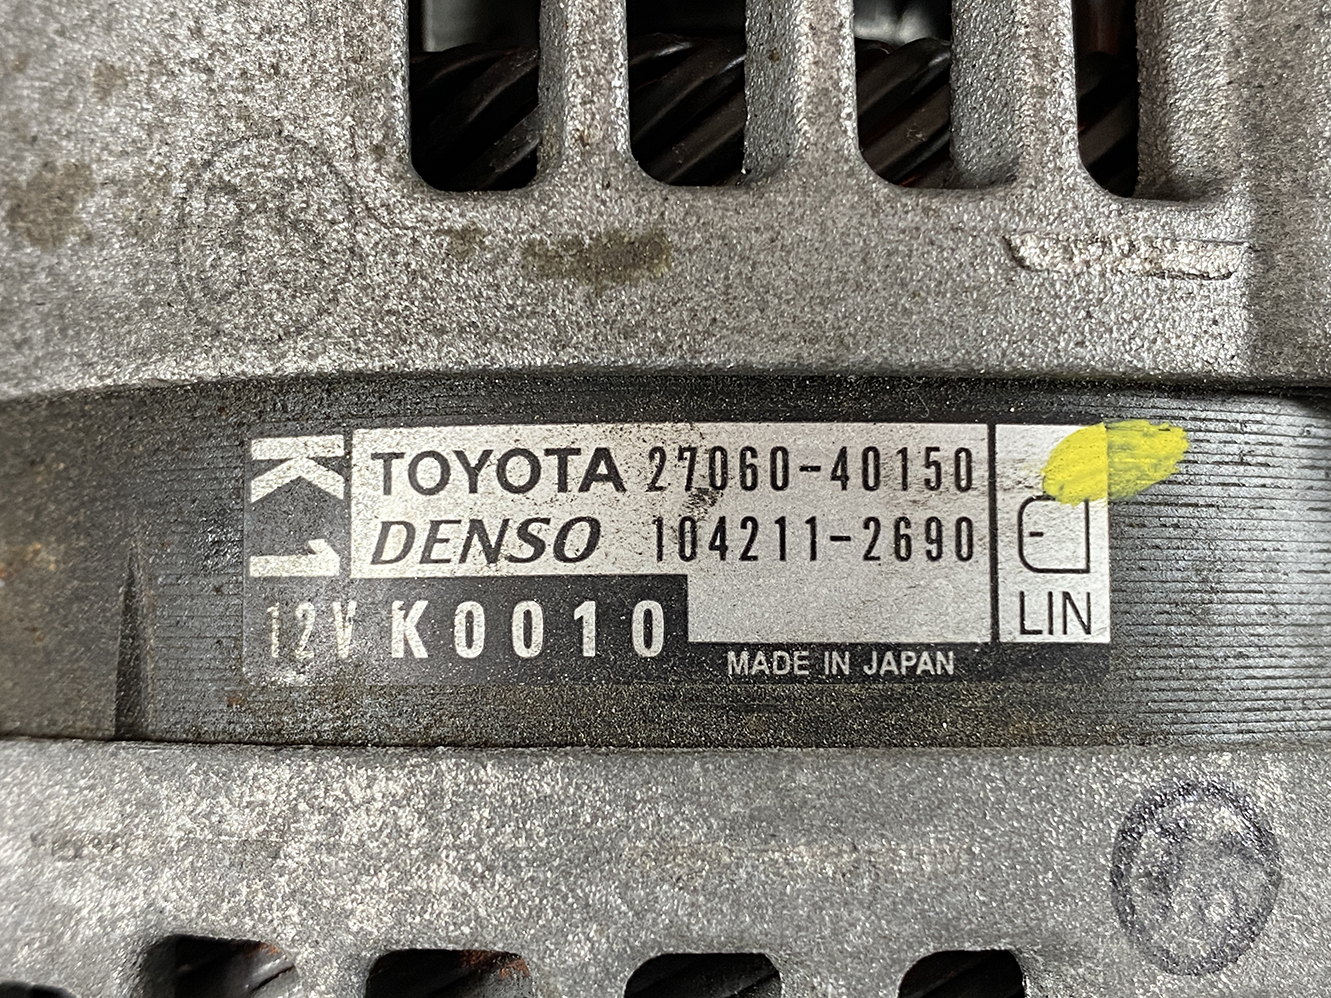 K1
TOYOTA 27060-40150
DENSO 104211-2690
12V K0010
MADE IN JAPAN
E
LIN